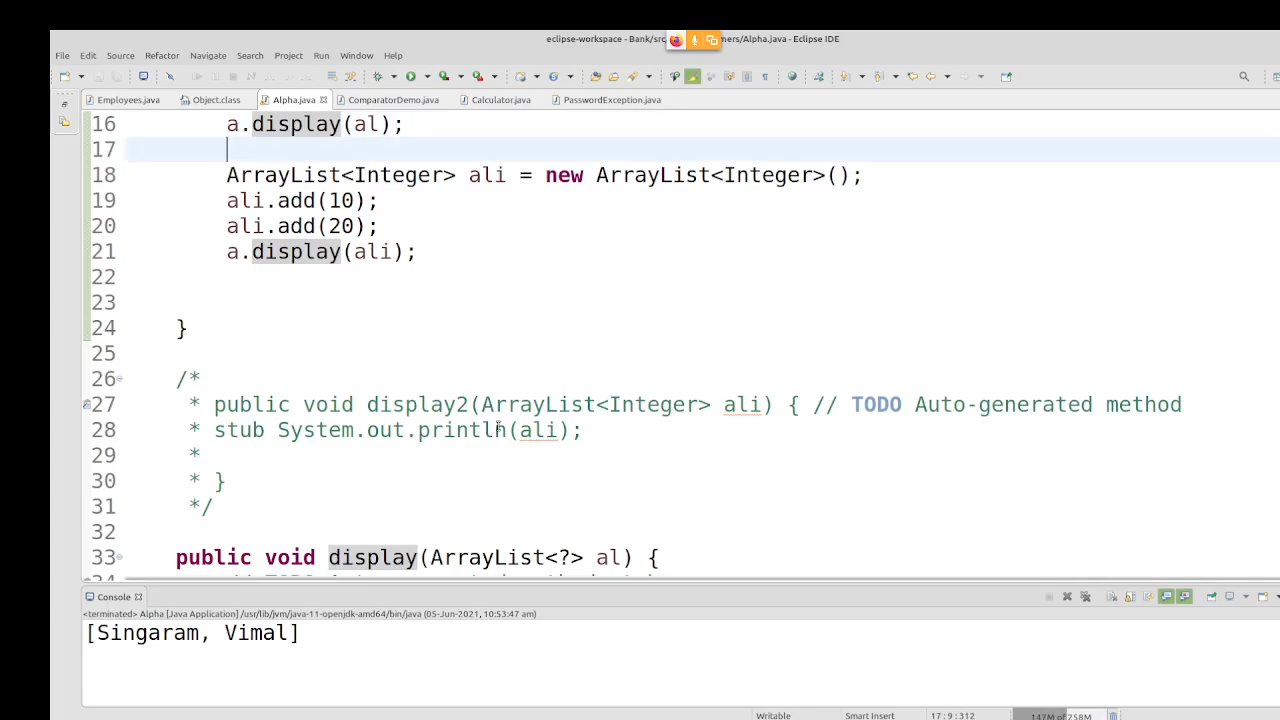 eclipse-workspace - Bank/src mers/Alpha.java - Eclipse IDE
File Edit Source Refactor Navigate Search Project Run Window Help
Employees.java Object.class Alpha.java ComparatorDemo.java Calculator.java PasswordException.java
16 a.display(al);
17
18 ArrayList<Integer> ali = new ArrayList<Integer>();
19 ali.add(10);
20 ali.add(20);
21 a.display(ali);
22
23
24 }
25
26 /*
27 * public void display2(ArrayList<Integer> ali) { // TODO Auto-generated method
28 * stub System.out.println(ali);
29 *
30 * }
31 */
32
33 public void display(ArrayList<?> al) {
Console
<terminated> Alpha [Java Application] /usr/lib/jvm/java-11-openjdk-amd64/bin/java (05-Jun-2021, 10:53:47 am)
[Singaram, Vimal]
Writable Smart Insert 17:9:312 147M of 258M